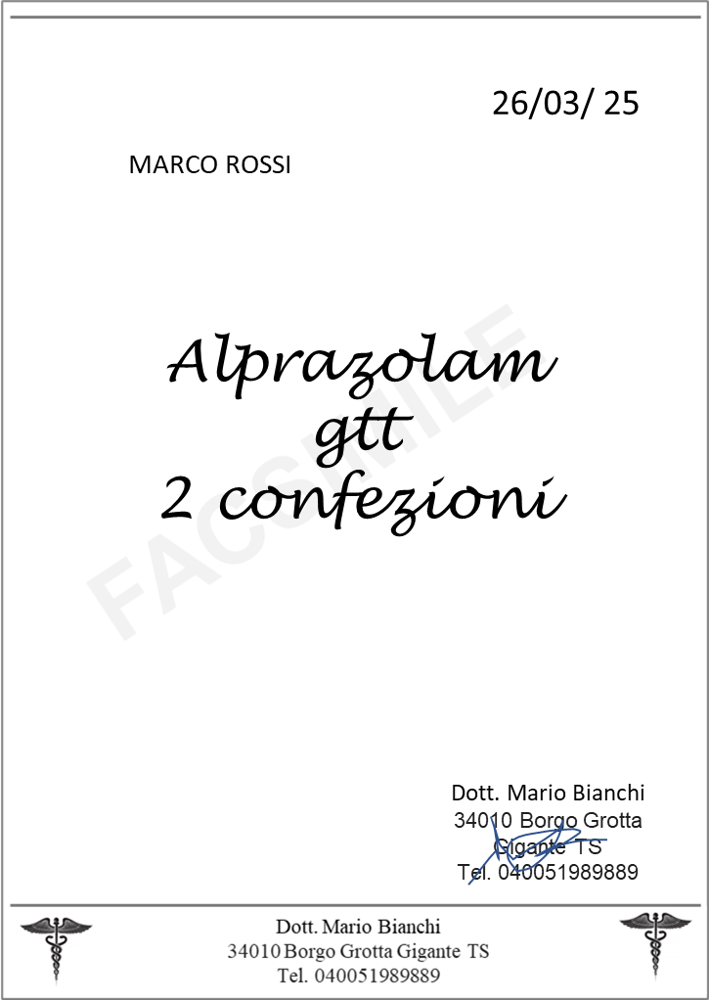 26/03/ 25
MARCO ROSSI
Alprazolam
gtt
2 confezioni
FACSIMILE
Dott. Mario Bianchi
34010 Borgo Grotta
Gigante TS
Tel. 040051989889
Dott. Mario Bianchi
34010 Borgo Grotta Gigante TS
Tel. 040051989889